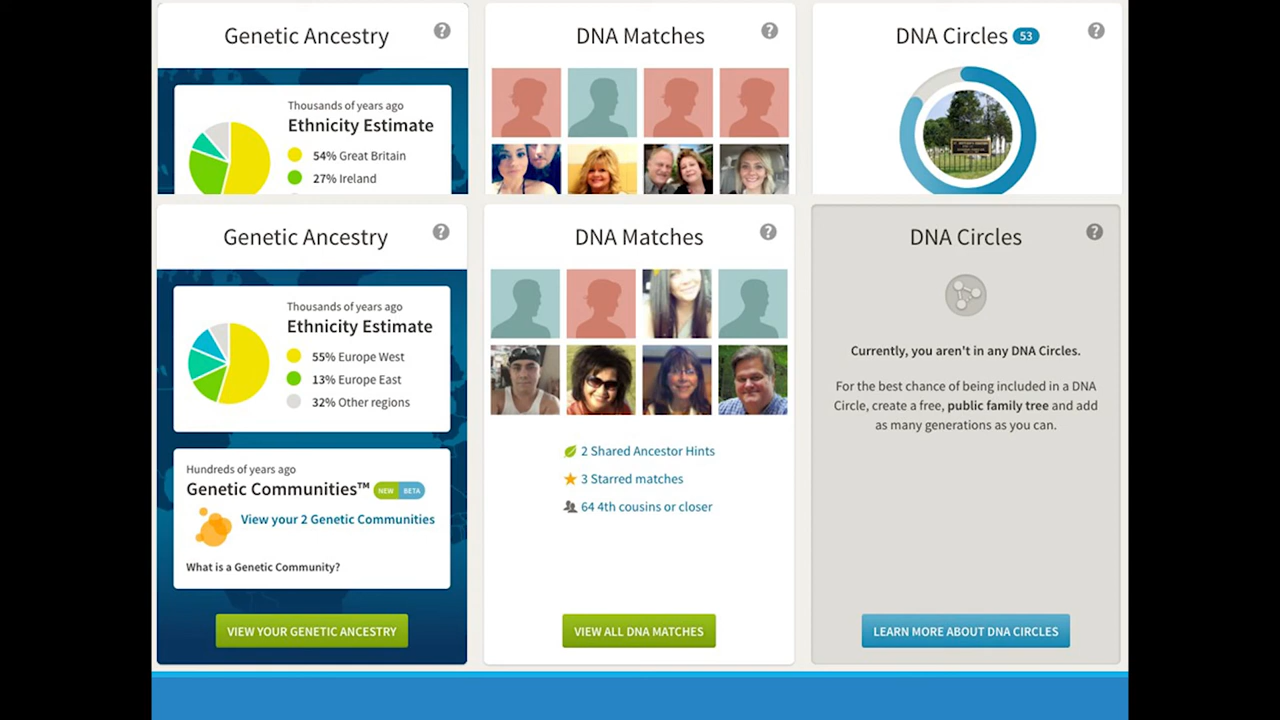 Genetic Ancestry ?
Thousands of years ago
Ethnicity Estimate
54% Great Britain
27% Ireland
DNA Matches ?
DNA Circles 53 ?
Genetic Ancestry ?
Thousands of years ago
Ethnicity Estimate
55% Europe West
13% Europe East
32% Other regions
Hundreds of years ago
Genetic Communities™ NEW BETA
View your 2 Genetic Communities
What is a Genetic Community?
VIEW YOUR GENETIC ANCESTRY
DNA Matches ?
2 Shared Ancestor Hints
3 Starred matches
64 4th cousins or closer
VIEW ALL DNA MATCHES
DNA Circles ?
Currently, you aren't in any DNA Circles.
For the best chance of being included in a DNA
Circle, create a free, public family tree and add
as many generations as you can.
LEARN MORE ABOUT DNA CIRCLES